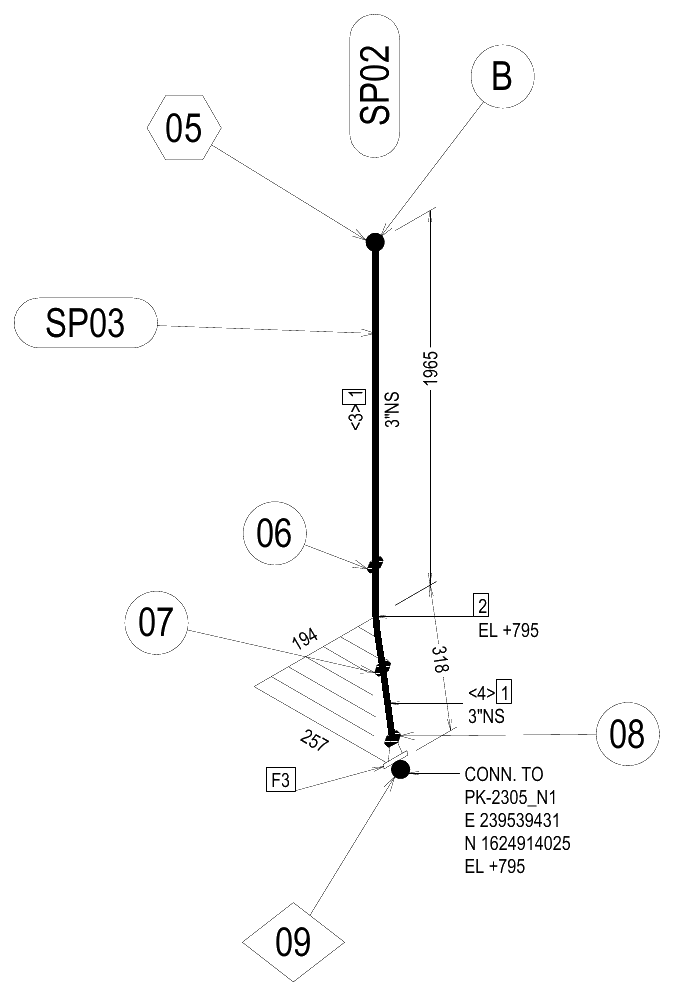 SP02
B
05
SP03
1965
<3> 1
3"NS
06
2
EL +795
07
194
318
<4> 1
3"NS
257
08
F3
CONN. TO
PK-2305_N1
E 239539431
N 1624914025
EL +795
09